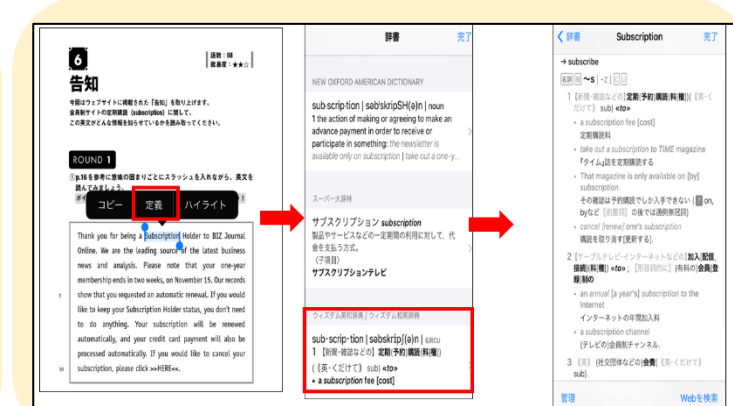 6
語数:88
難易度:★★☆
告知
今回はウェブサイトに掲載された「告知」を取り上げます。
会員制サイトの定期購読(subscription)に関して、
この英文がどんな情報を知らせているかを読み取ってください。
ROUND 1
①p.16を参考に意味の固まりごとにスラッシュを入れながら、英文を
読んでみましょう。
コピー 定義 ハイライト
Thank you for being a Subscription Holder to BIZ Journal
Online. We are the leading source of the latest business
news and analysis. Please note that your one-year
membership ends in two weeks, on November 15. Our records
5 show that you requested an automatic renewal. If you would
like to keep your Subscription Holder status, you don't need
to do anything. Your subscription will be renewed
automatically, and your credit card payment will also be
processed automatically. If you would like to cancel your
10 subscription, please click »HERE«.
辞書 完了
NEW OXFORD AMERICAN DICTIONARY
sub·scrip·tion | səbˈskripSH(ə)n | noun
1 the action of making or agreeing to make an
advance payment in order to receive or
participate in something: the newsletter is
available only on subscription | take out a one-y...
スーパー大辞林
サブスクリプション subscription
製品やサービスなどの一定期間の利用に対して、代
金を支払う方式。
〈子項目〉
サブスクリプションテレビ
ウィズダム英和辞典 / ウィズダム和英辞典
sub·scrip·tion | səbskrípʃ(ə)n |
1 【新聞・雑誌などの】定期(予約)購読(料[権])
(《英・くだけて》 sub) «to»
▸ a subscription fee [cost]
辞書 Subscription 完了
→ subscribe
名詞 複 ~s | -z | C U
1 【新聞・雑誌などの】定期(予約)購読(料[権])(《英・く
だけて》 sub) «to»
a subscription fee [cost]
定期購読料
take out a subscription to TIME magazine
『タイム』誌を定期購読する
That magazine is only available on [by]
subscription.
その雑誌は予約購読でしか入手できない (on,
byなど 前置詞 の後では通例無冠詞)
cancel [renew] one's subscription
購読を取り消す[更新する].
2 【ケーブルテレビ・インターネットなどの】加入[配信,
接続](料[権]) «to» ; 〖形容詞的に〗 (有料の)会員[登
録]制の
an annual [a year's] subscription to the
Internet
インターネットの年間加入料
a subscription channel
(テレビの)会員制チャンネル.
3 《英》 (社交団体などの)会費(《英・くだけて》
sub).
管理 Webを検索